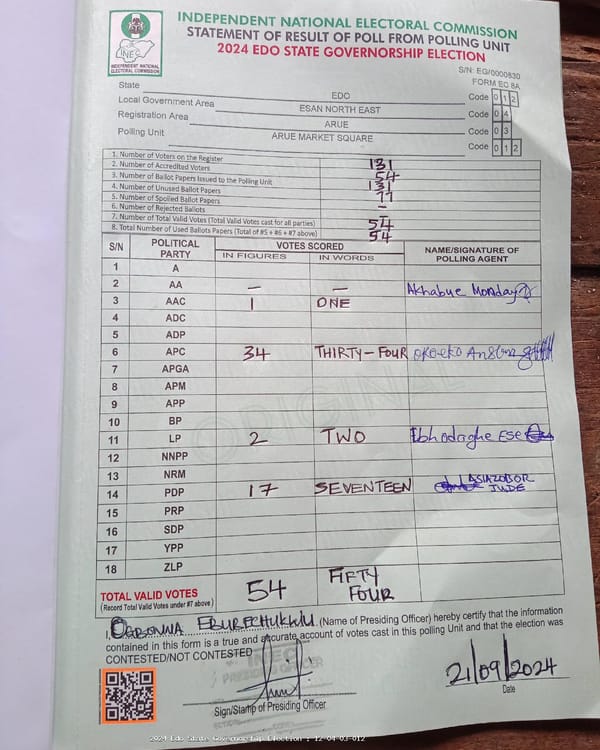 INDEPENDENT NATIONAL ELECTORAL COMMISSION
STATEMENT OF RESULT OF POLL FROM POLLING UNIT
2024 EDO STATE GOVERNORSHIP ELECTION
INEC
INDEPENDENT NATIONAL
ELECTORAL COMMISSION
S/N: EG/0000830
FORM EC 8A
State EDO Code 0 1 2
Local Government Area ESAN NORTH EAST Code 0 4
Registration Area ARUE Code 0 3
Polling Unit ARUE MARKET SQUARE Code 0 1 2
1. Number of Voters on the Register 131
2. Number of Accredited Voters 54
3. Number of Ballot Papers Issued to the Polling Unit 131
4. Number of Unused Ballot Papers 77
5. Number of Spoiled Ballot Papers –
6. Number of Rejected Ballots –
7. Number of Total Valid Votes (Total Valid Votes cast for all parties) 54
8. Total Number of Used Ballots Papers (Total of #5 + #6 + #7 above) 54
S/N POLITICAL PARTY VOTES SCORED NAME/SIGNATURE OF POLLING AGENT
IN FIGURES IN WORDS
1 A
2 AA – – Akhabue Monday
3 AAC 1 ONE
4 ADC
5 ADP
6 APC 34 THIRTY-FOUR
7 APGA
8 APM
9 APP
10 BP
11 LP 2 TWO Ebhodaghe ESE
12 NNPP
13 NRM
14 PDP 17 SEVENTEEN ASIAZOBOR JUDE
15 PRP
16 SDP
17 YPP
18 ZLP
ORIGINAL
TOTAL VALID VOTES 54 FIFTY FOUR
(Record Total Valid Votes under #7 above)
I, OGBONNA EBUBECHUKWU (Name of Presiding Officer) hereby certify that the information
contained in this form is a true and accurate account of votes cast in this polling Unit and that the election was
CONTESTED/NOT CONTESTED
INEC
PRESIDING OFFICER
21/09/2024
Sign/Stamp of Presiding Officer Date
2024 Edo State Governorship Election : 12-04-03-012